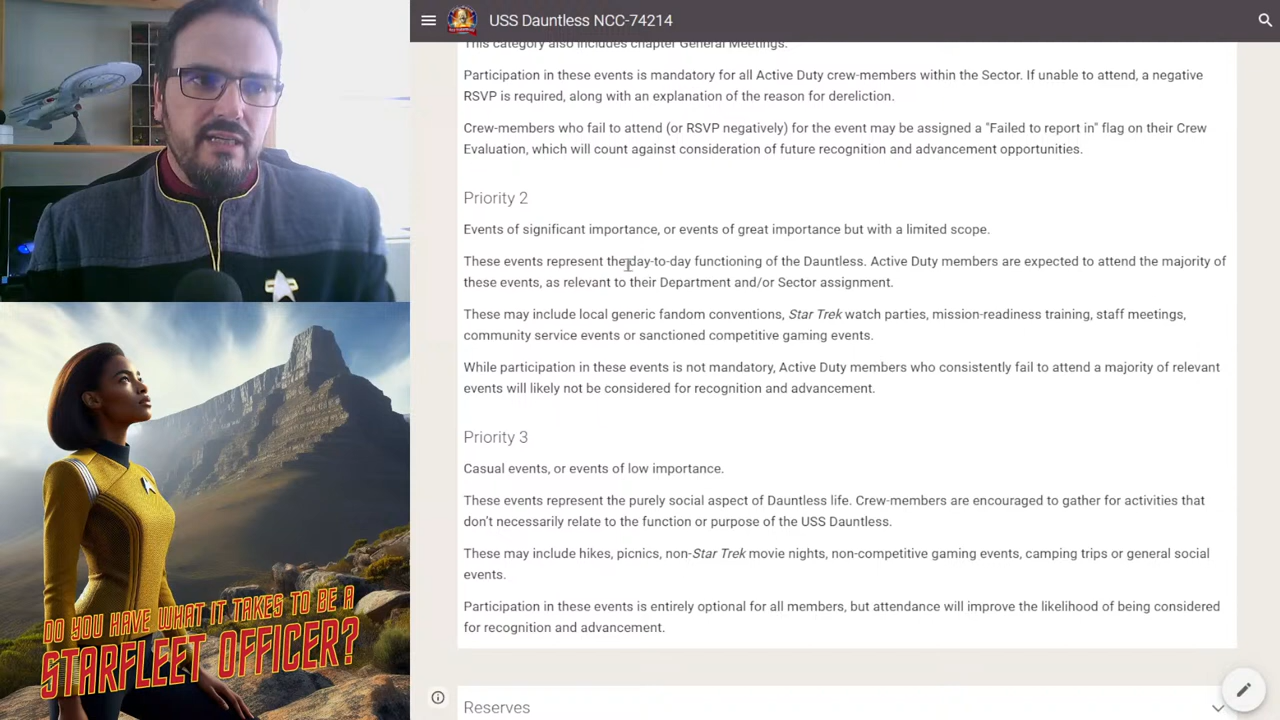 USS Dauntless NCC-74214
This category also includes chapter General Meetings.
Participation in these events is mandatory for all Active Duty crew-members within the Sector. If unable to attend, a negative
RSVP is required, along with an explanation of the reason for dereliction.
Crew-members who fail to attend (or RSVP negatively) for the event may be assigned a "Failed to report in" flag on their Crew
Evaluation, which will count against consideration of future recognition and advancement opportunities.
Priority 2
Events of significant importance, or events of great importance but with a limited scope.
These events represent the day-to-day functioning of the Dauntless. Active Duty members are expected to attend the majority of
these events, as relevant to their Department and/or Sector assignment.
These may include local generic fandom conventions, Star Trek watch parties, mission-readiness training, staff meetings,
community service events or sanctioned competitive gaming events.
While participation in these events is not mandatory, Active Duty members who consistently fail to attend a majority of relevant
events will likely not be considered for recognition and advancement.
Priority 3
Casual events, or events of low importance.
These events represent the purely social aspect of Dauntless life. Crew-members are encouraged to gather for activities that
don't necessarily relate to the function or purpose of the USS Dauntless.
These may include hikes, picnics, non-Star Trek movie nights, non-competitive gaming events, camping trips or general social
events.
Participation in these events is entirely optional for all members, but attendance will improve the likelihood of being considered
for recognition and advancement.
Reserves
DO YOU HAVE WHAT IT TAKES TO BE A
STARFLEET OFFICER?